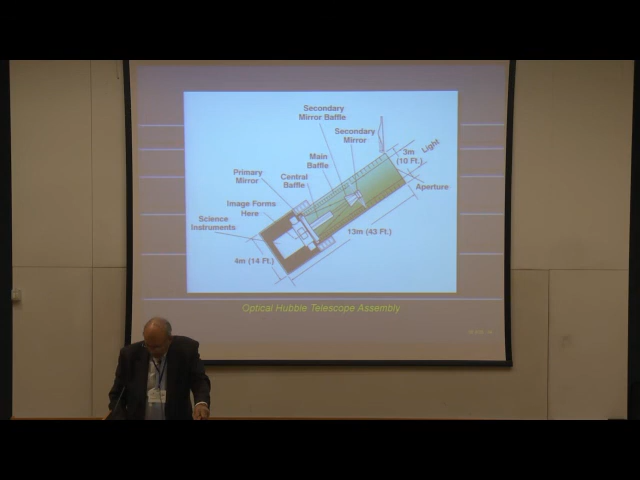 Secondary
Mirror Baffle
Secondary
Mirror
Light
3m
(10 Ft.)
Main
Baffle
Primary
Mirror
Central
Baffle
Aperture
Image Forms
Here
Science
Instruments
13m (43 Ft.)
4m (14 Ft.)
Optical Hubble Telescope Assembly